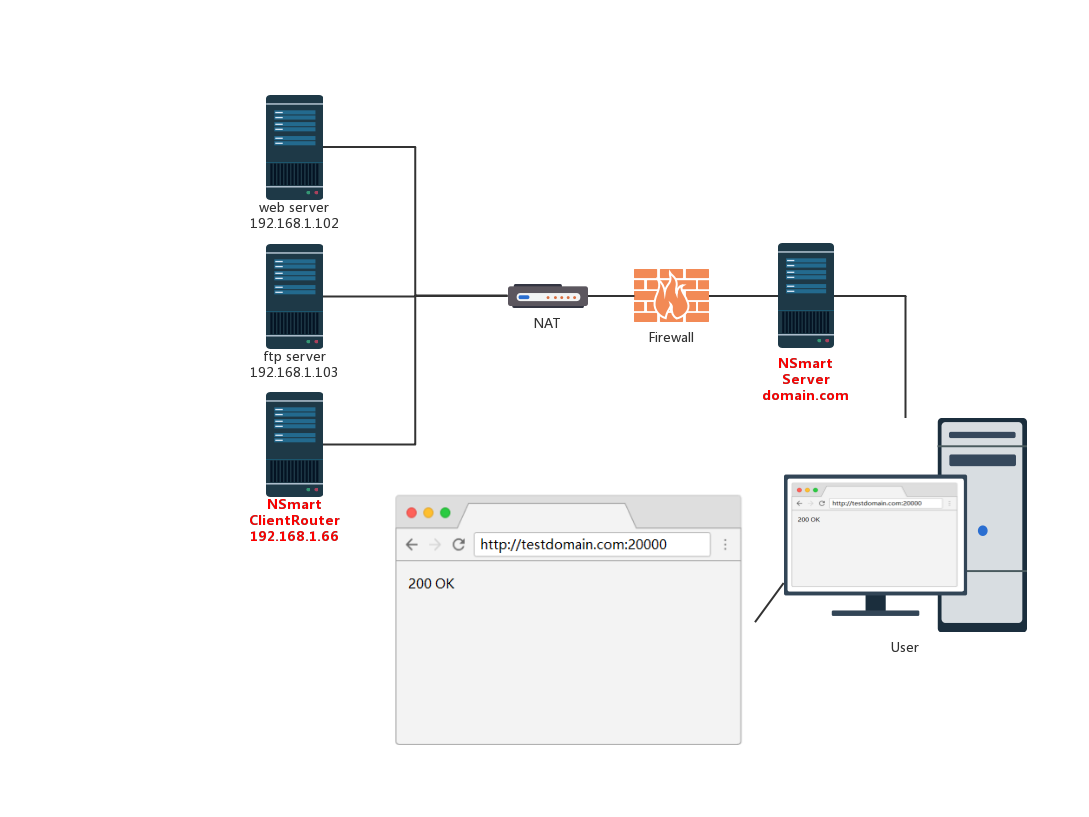 web server
192.168.1.102
ftp server
192.168.1.103
NSmart
ClientRouter
192.168.1.66
NAT
Firewall
NSmart
Server
domain.com
http://testdomain.com:20000
200 OK
http://testdomain.com:20000
200 OK
User